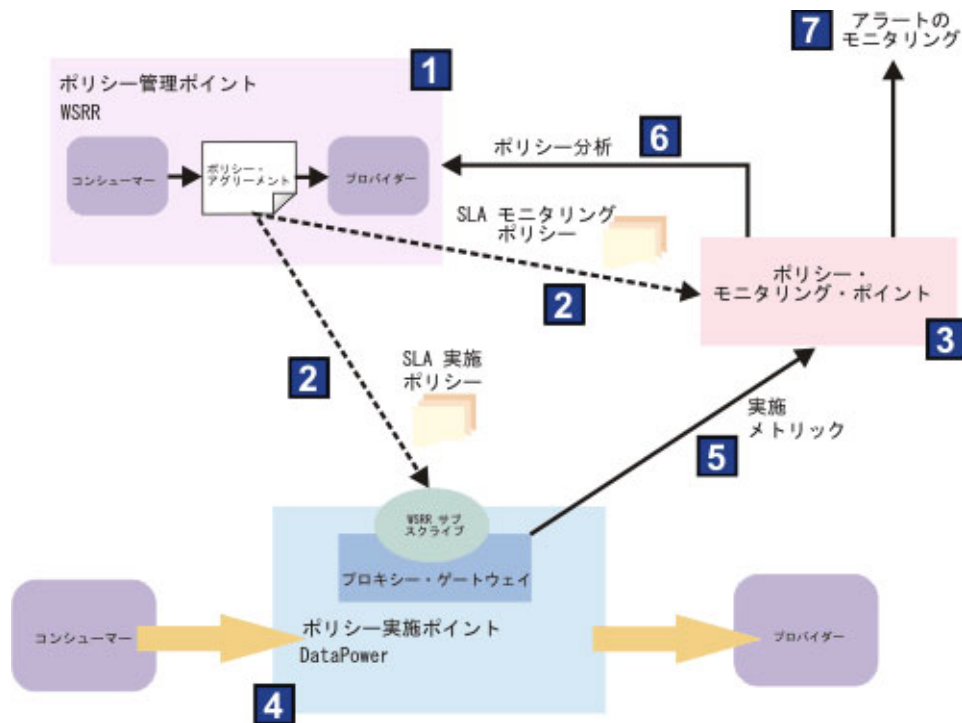 7
アラートの
モニタリング
1
ポリシー管理ポイント
WSRR
コンシューマー
ポリシー・
アグリーメント
プロバイダー
ポリシー分析
6
SLA モニタリング
ポリシー
2
ポリシー・
モニタリング・ポイント
3
2
SLA 実施
ポリシー
実施
メトリック
5
WSRR サブ
スクライブ
プロキシー・ゲートウェイ
コンシューマー
ポリシー実施ポイント
DataPower
プロバイダー
4